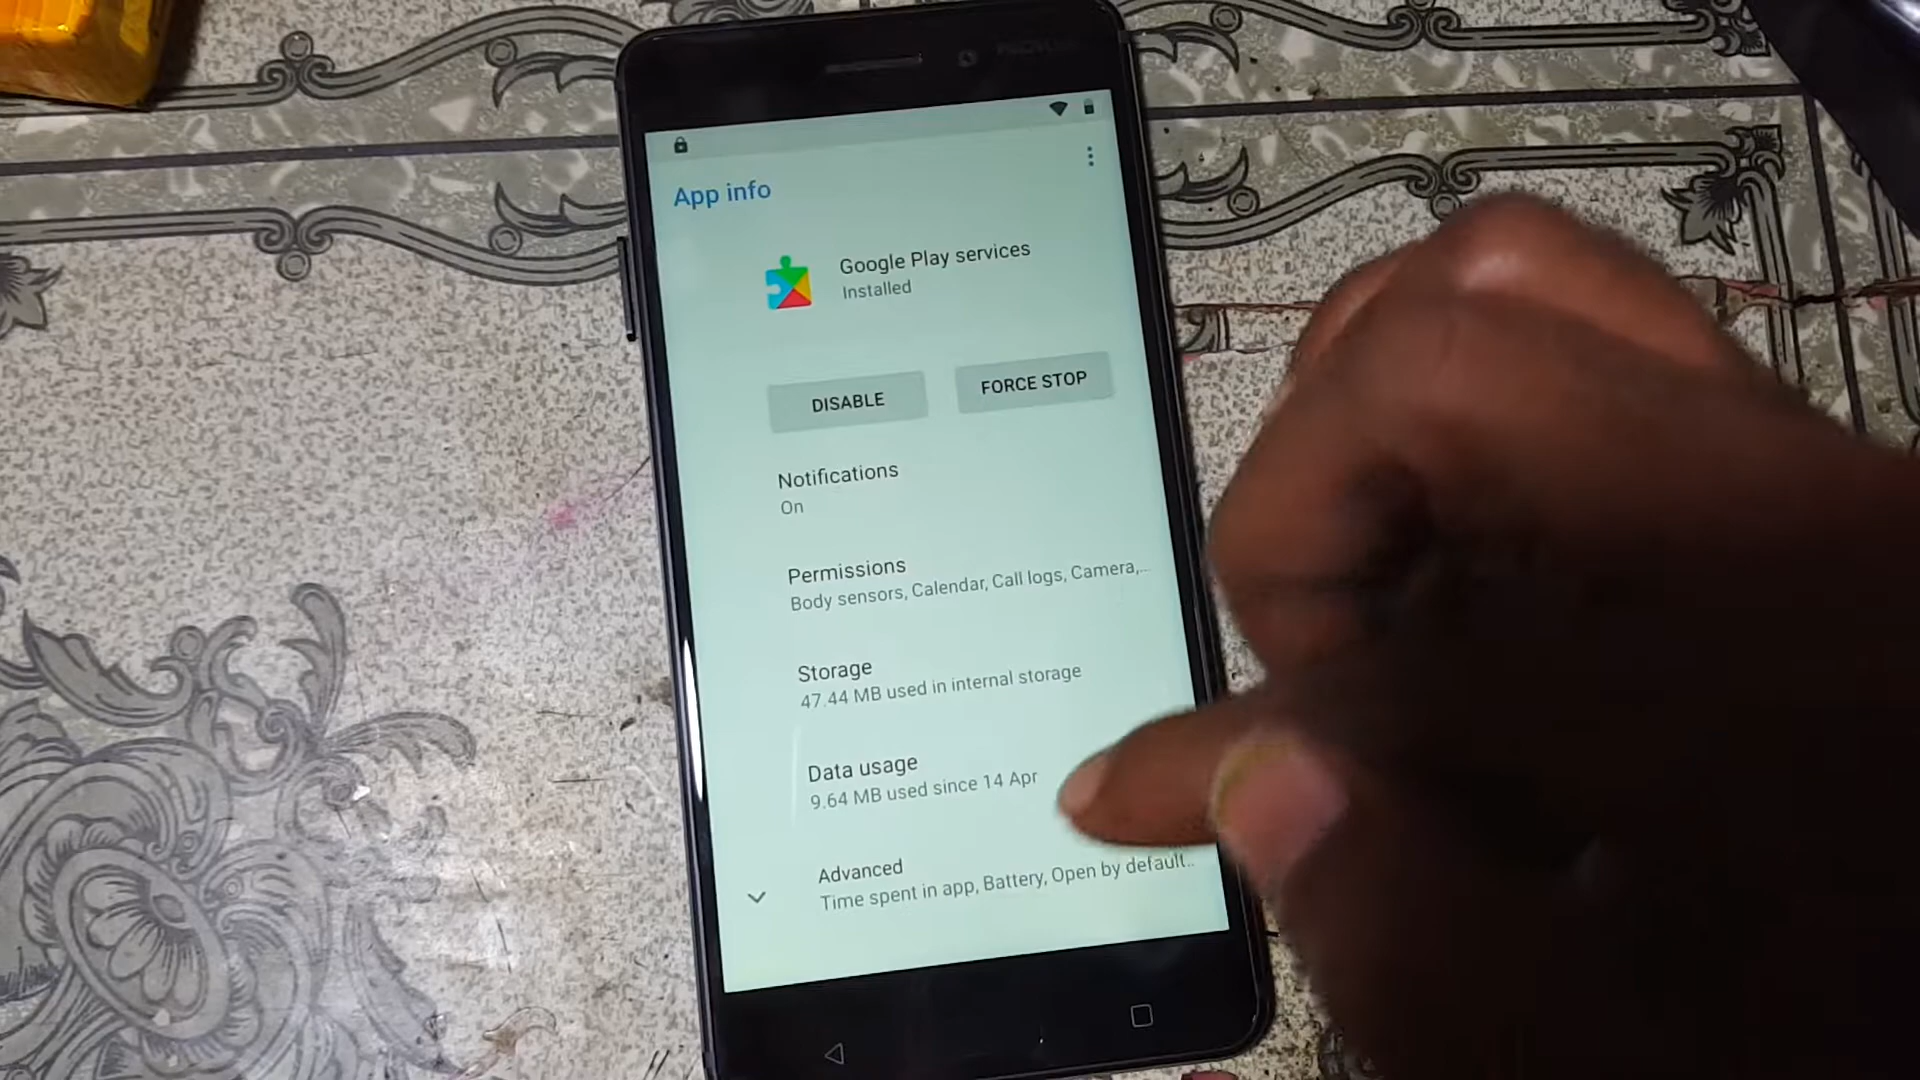 NOKIA
App info
Google Play services
Installed
DISABLE
FORCE STOP
Notifications
On
Permissions
Body sensors, Calendar, Call logs, Camera,...
Storage
47.44 MB used in internal storage
Data usage
9.64 MB used since 14 Apr
Advanced
Time spent in app, Battery, Open by default..